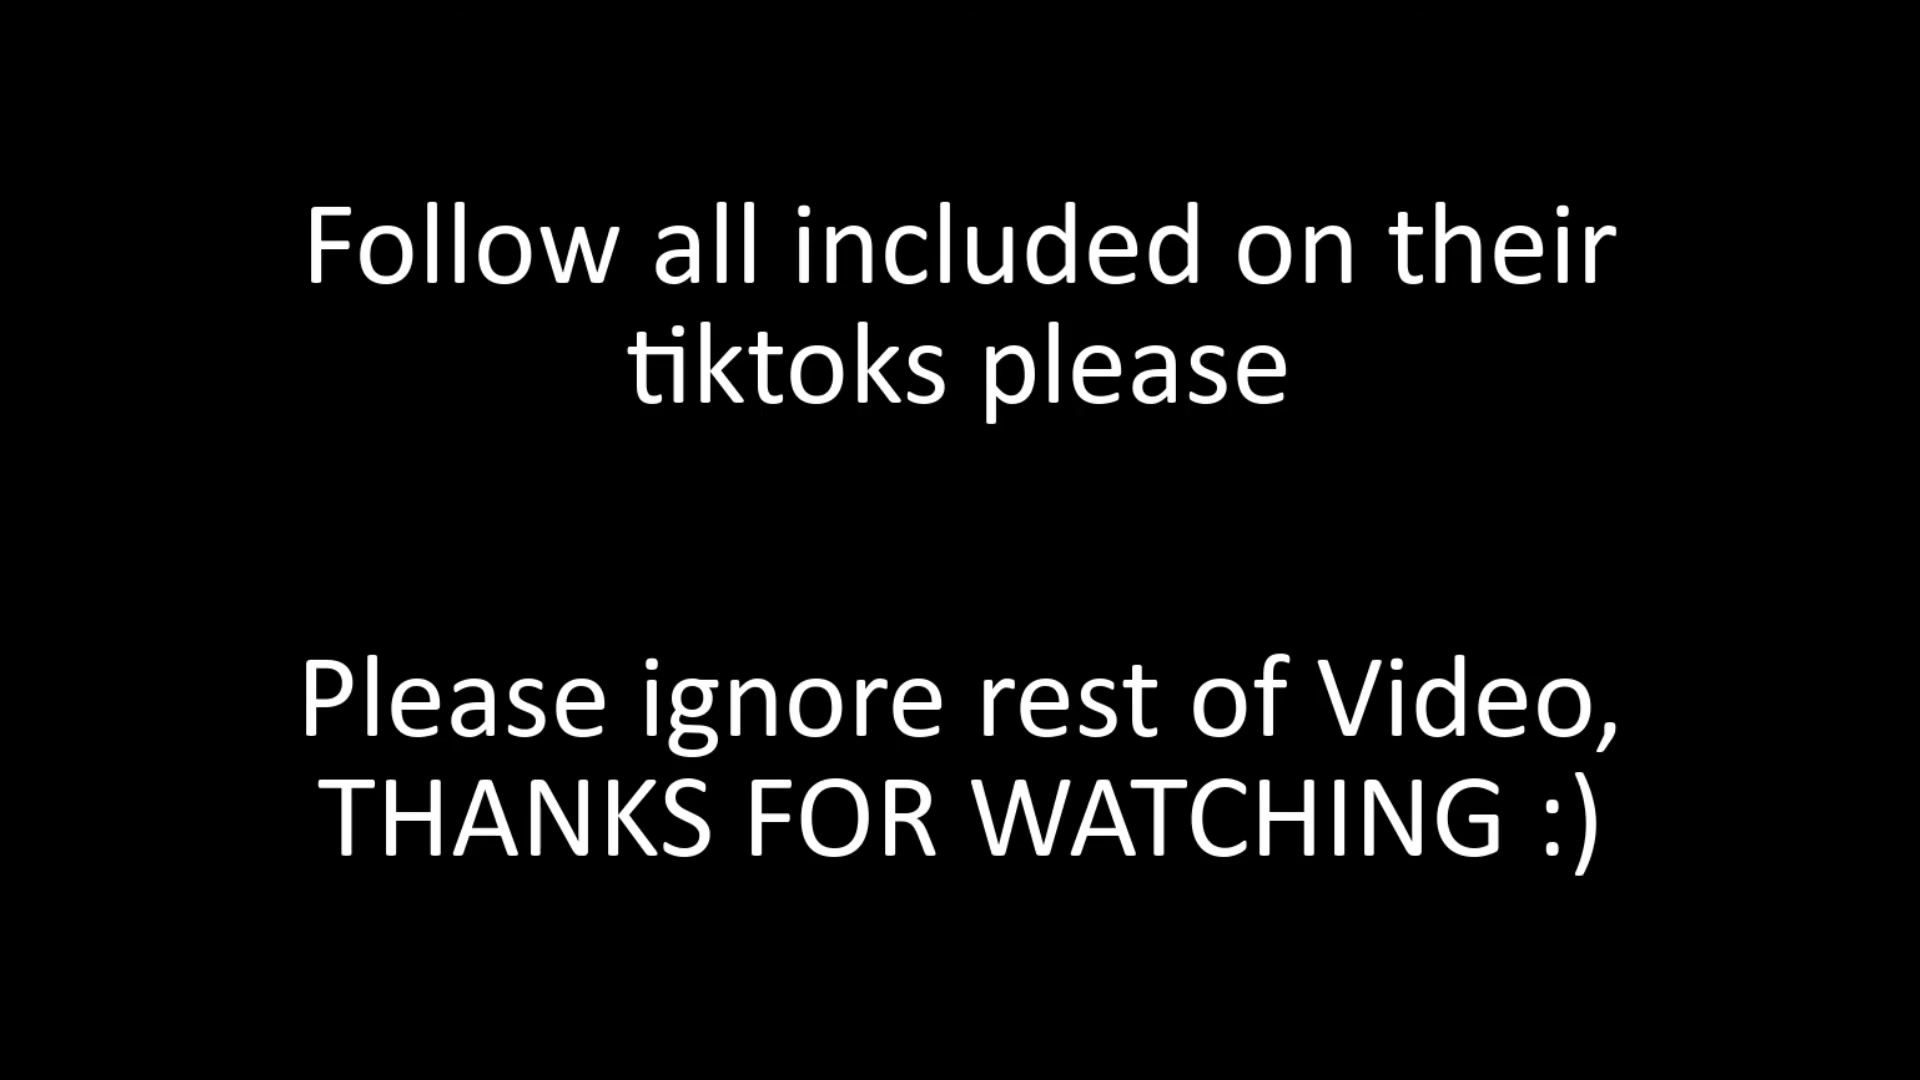 Follow all included on their
tiktoks please
Please ignore rest of Video,
THANKS FOR WATCHING :)